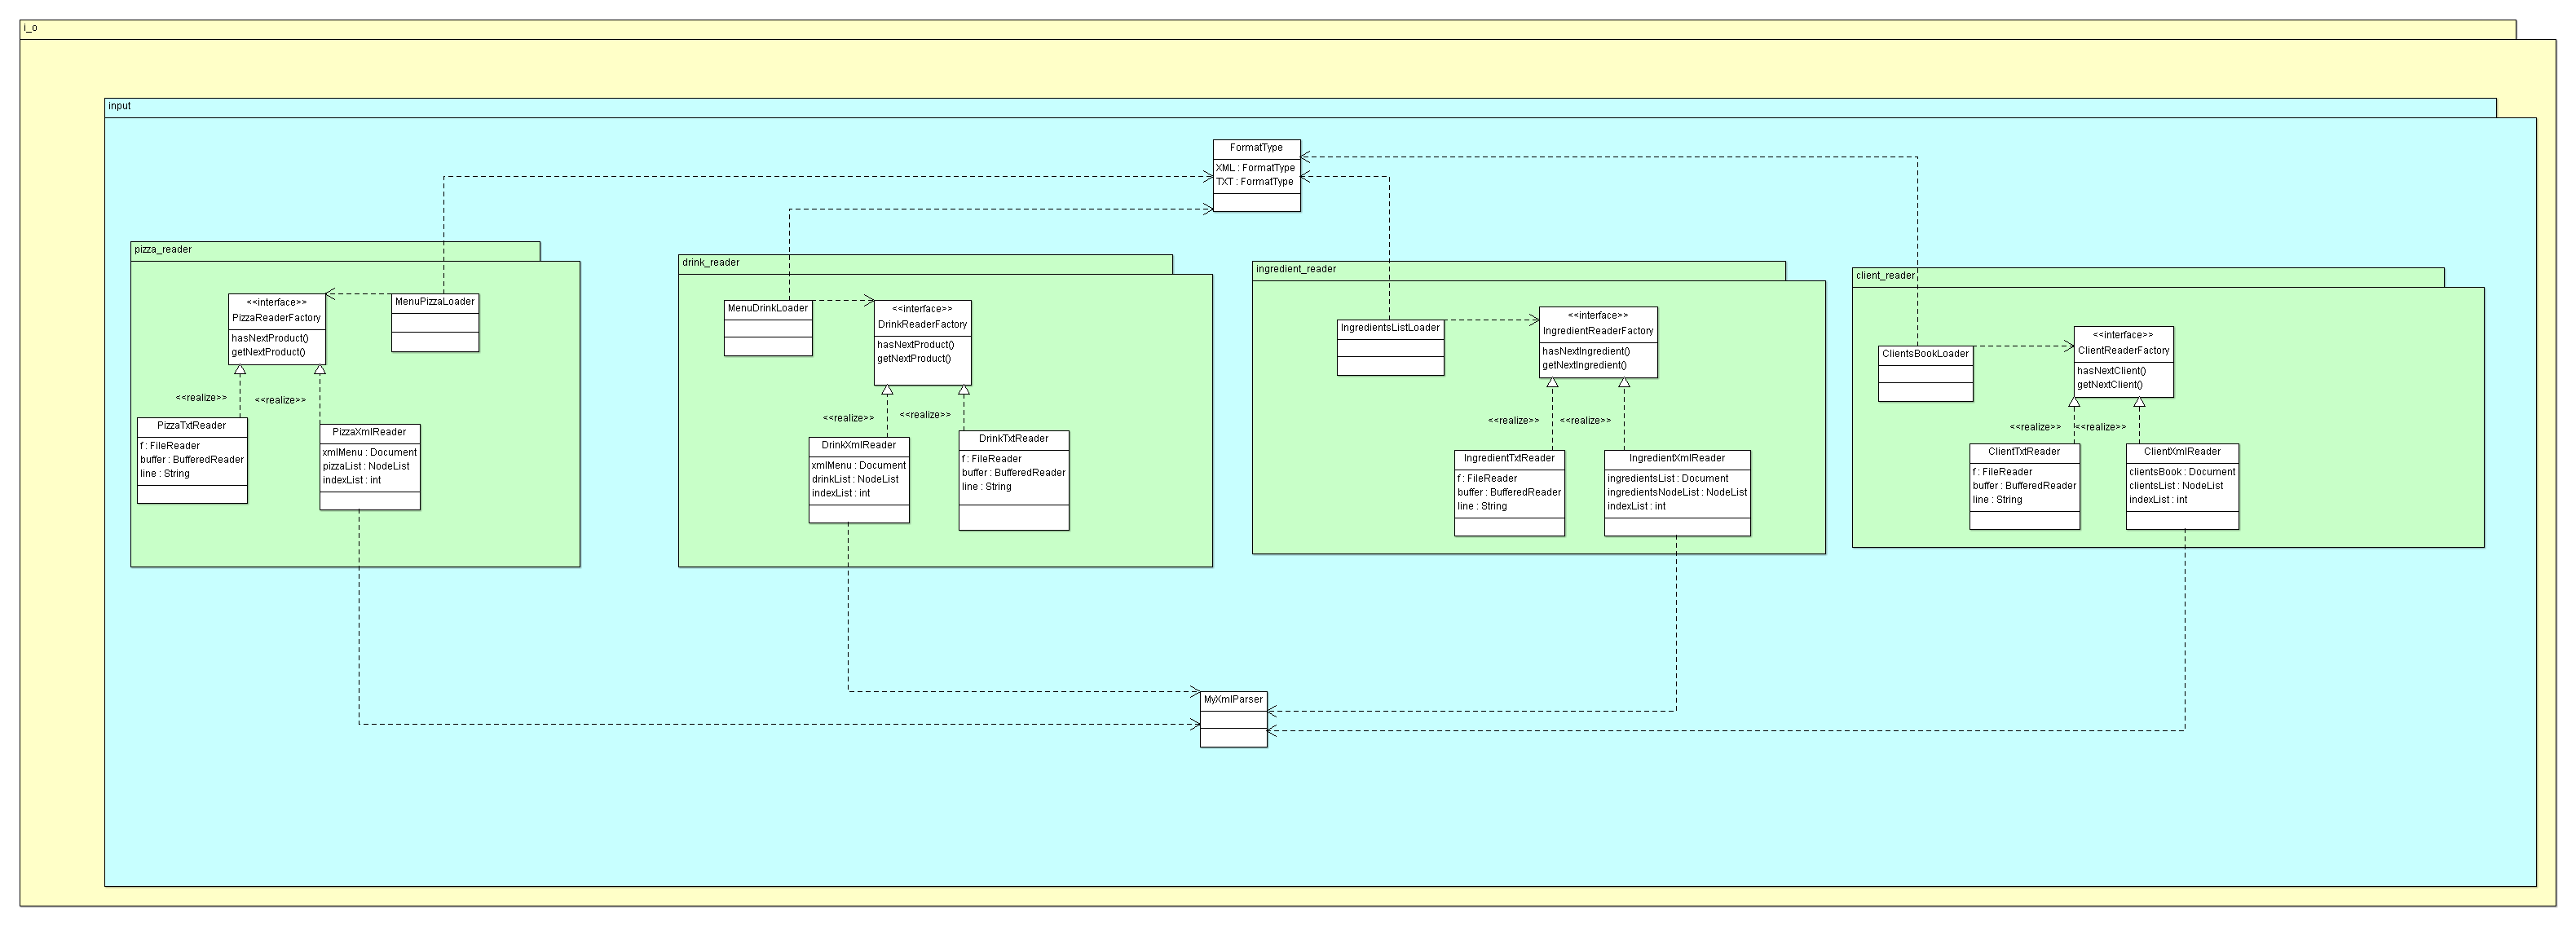 i_o
input
FormatType
XML : FormatType
TXT : FormatType
pizza_reader
<<interface>>
PizzaReaderFactory
hasNextProduct()
getNextProduct()
MenuPizzaLoader
<<realize>>
<<realize>>
PizzaTxtReader
f : FileReader
buffer : BufferedReader
line : String
PizzaXmlReader
xmlMenu : Document
pizzaList : NodeList
indexList : int
drink_reader
MenuDrinkLoader
<<interface>>
DrinkReaderFactory
hasNextProduct()
getNextProduct()
<<realize>>
<<realize>>
DrinkXmlReader
xmlMenu : Document
drinkList : NodeList
indexList : int
DrinkTxtReader
f : FileReader
buffer : BufferedReader
line : String
ingredient_reader
IngredientsListLoader
<<interface>>
IngredientReaderFactory
hasNextIngredient()
getNextIngredient()
<<realize>>
<<realize>>
IngredientTxtReader
f : FileReader
buffer : BufferedReader
line : String
IngredientXmlReader
ingredientsList : Document
ingredientsNodeList : NodeList
indexList : int
client_reader
ClientsBookLoader
<<interface>>
ClientReaderFactory
hasNextClient()
getNextClient()
<<realize>>
<<realize>>
ClientTxtReader
f : FileReader
buffer : BufferedReader
line : String
ClientXmlReader
clientsBook : Document
clientsList : NodeList
indexList : int
MyXmlParser